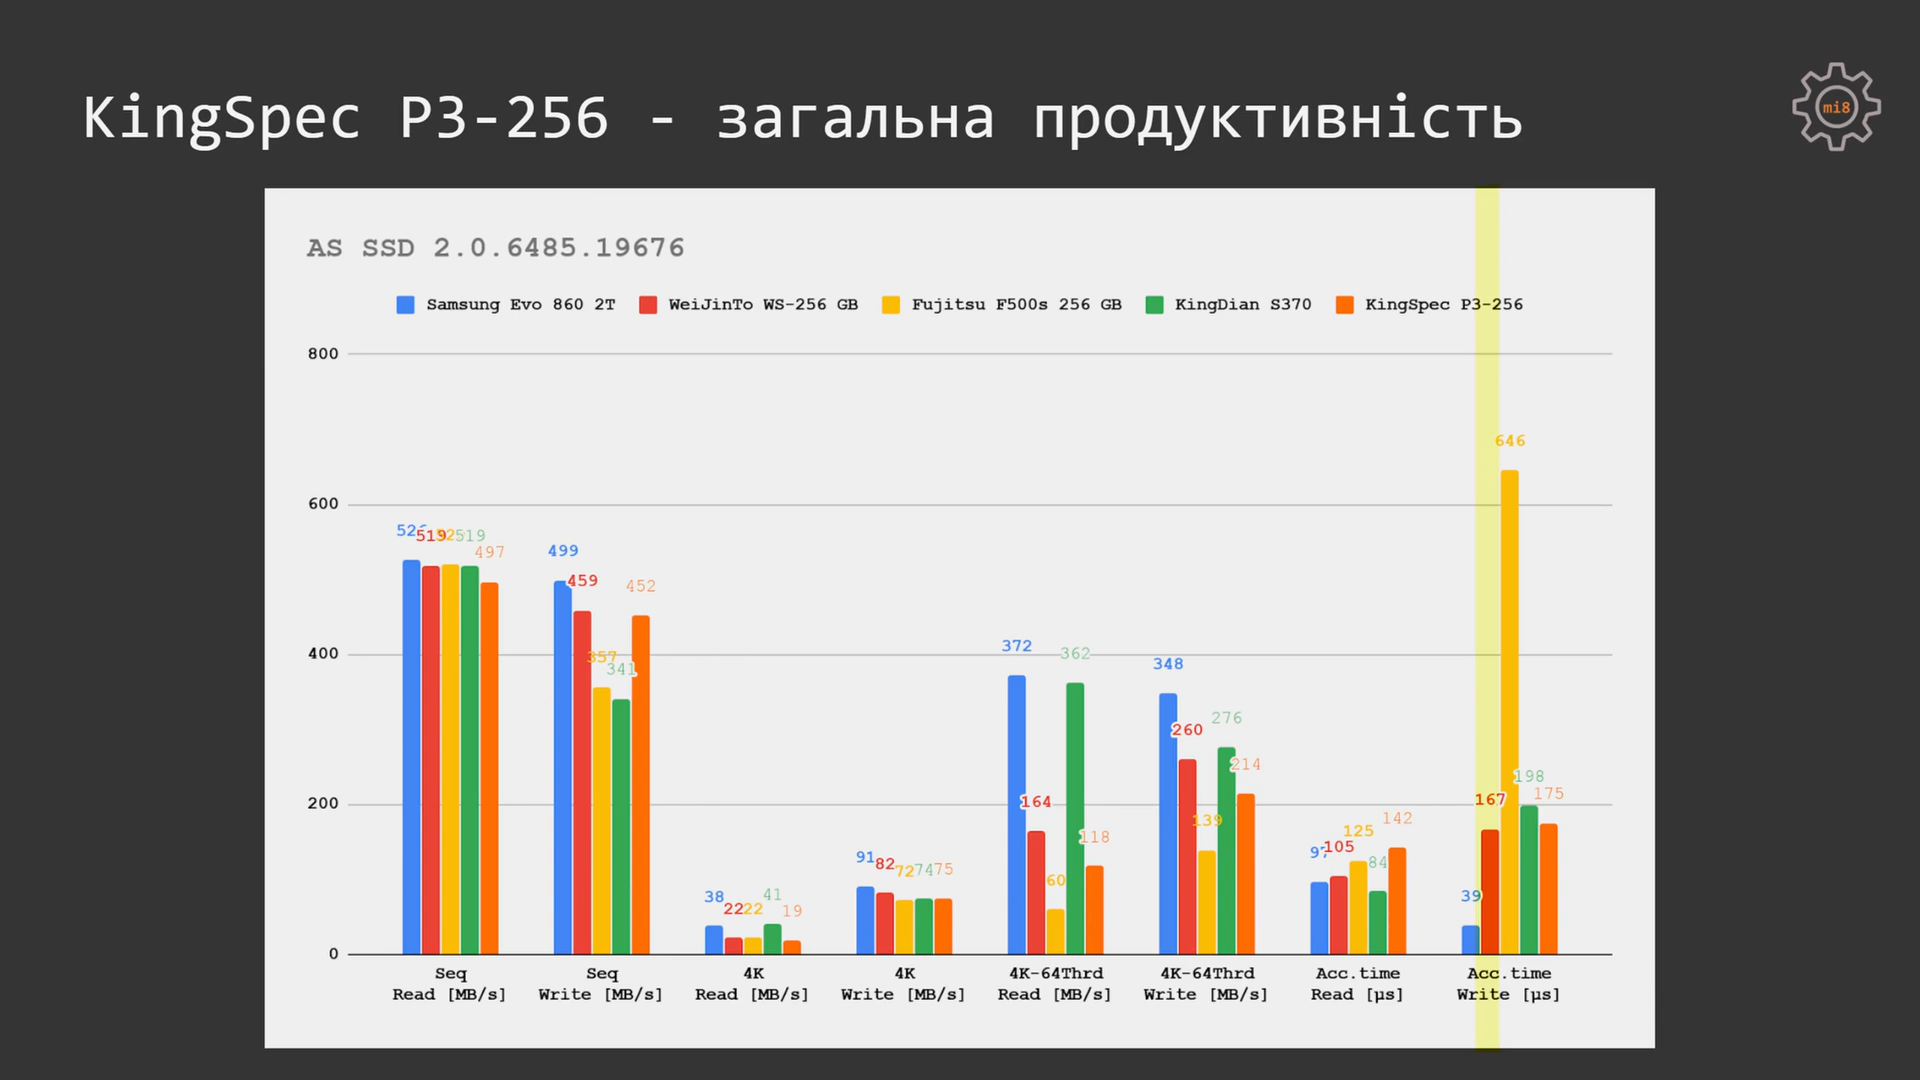 KingSpec P3-256 - загальна продуктивність
mi8
AS SSD 2.0.6485.19676
Samsung Evo 860 2T WeiJinTo WS-256 GB Fujitsu F500s 256 GB KingDian S370 KingSpec P3-256
800
646
600
519 519 497
499 459 357 341 452
400
372 164 60 362 118
348 260 139 276 214
200
38 22 22 41 19
91 82 72 74 75
105 125 84 142
39 167 198 175
0
Seq Seq 4K 4K 4K-64Thrd 4K-64Thrd Acc.time Acc.time
Read [MB/s] Write [MB/s] Read [MB/s] Write [MB/s] Read [MB/s] Write [MB/s] Read [µs] Write [µs]